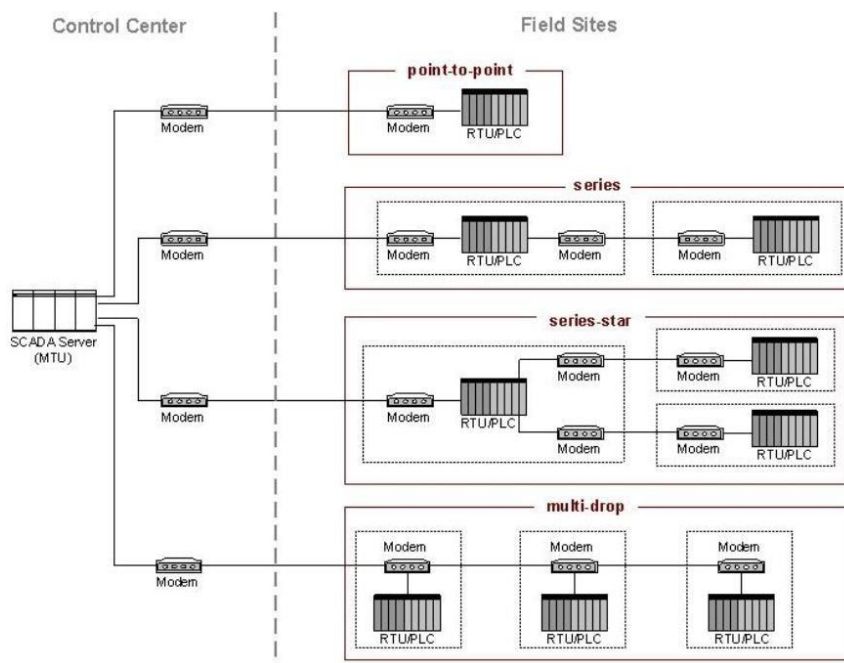 Control Center
Field Sites
point-to-point
Modem
Modem
RTU/PLC
series
Modem
Modem
RTU/PLC
Modem
Modem
RTU/PLC
SCADA Server
(MTU)
series-star
Modem
Modem
RTU/PLC
Modem
Modem
RTU/PLC
Modem
Modem
RTU/PLC
Modem
multi-drop
Modem
Modem
Modem
Modem
RTU/PLC
RTU/PLC
RTU/PLC